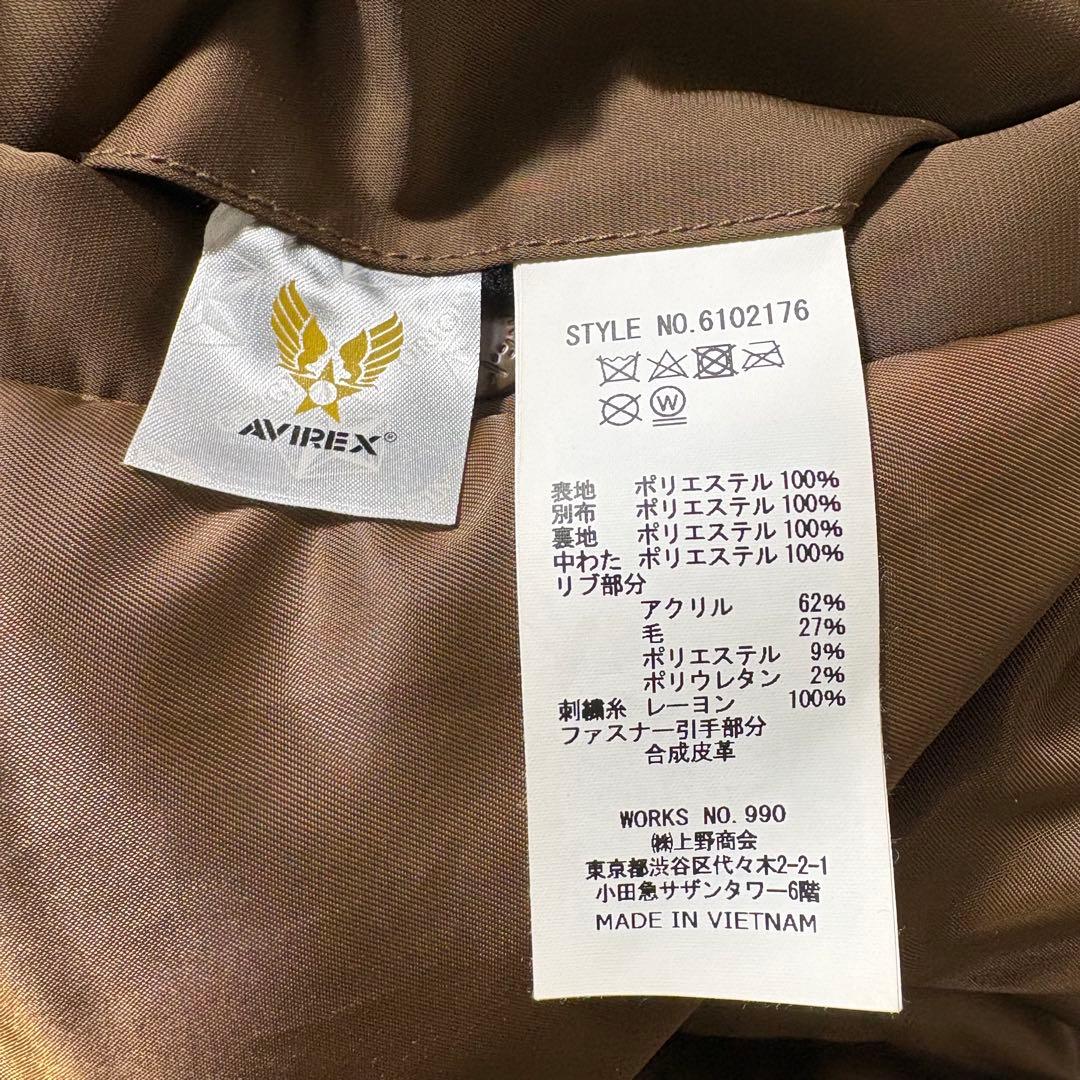 AVIREX®
STYLE NO.6102176
W
表地 ポリエステル 100%
別布 ポリエステル 100%
裏地 ポリエステル 100%
中わた ポリエステル 100%
リブ部分
アクリル 62%
毛 27%
ポリエステル 9%
ポリウレタン 2%
刺繍糸 レーヨン 100%
ファスナー引手部分
合成皮革
WORKS NO. 990
㈱上野商会
東京都渋谷区代々木2-2-1
小田急サザンタワー6階
MADE IN VIETNAM